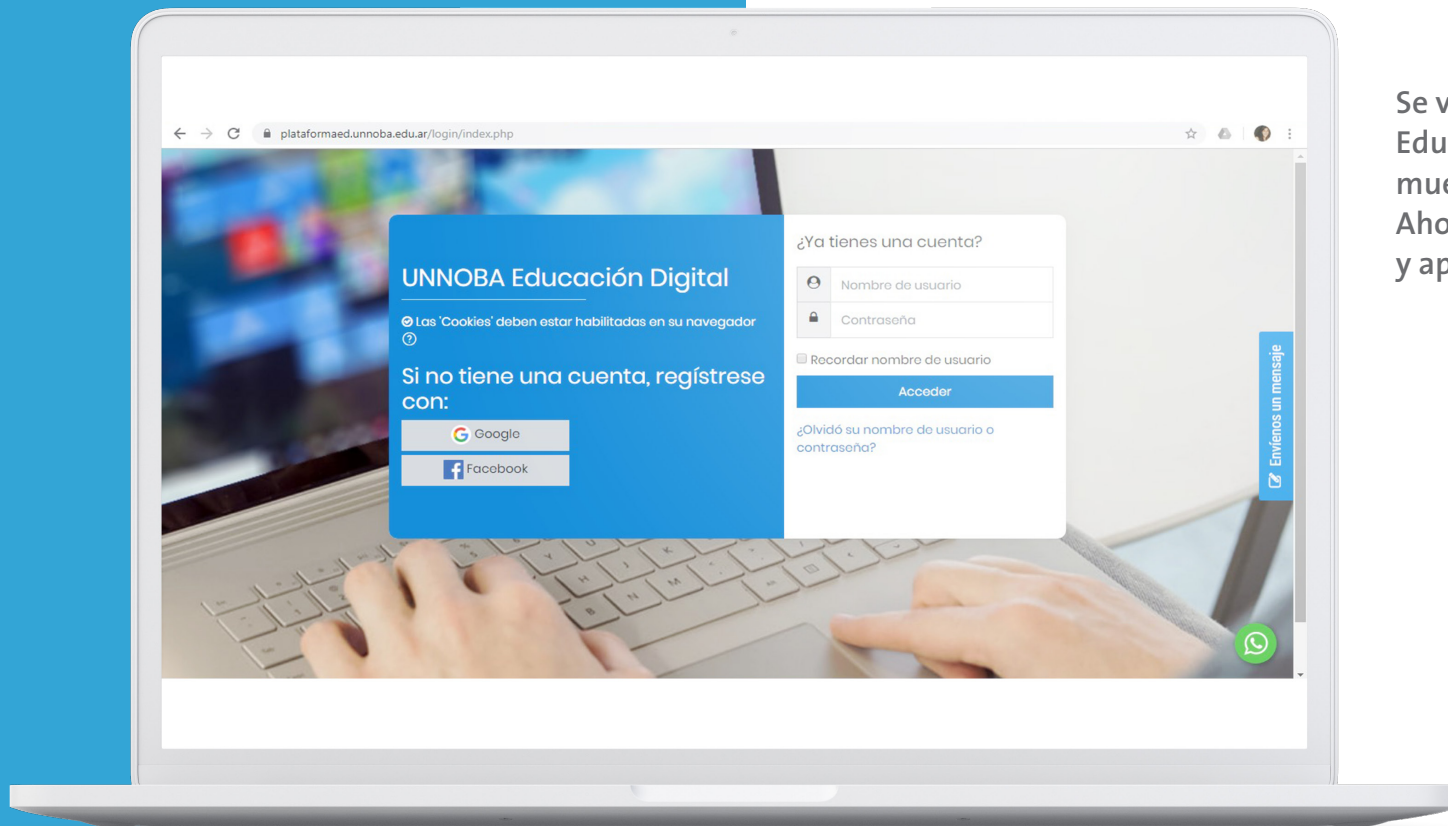 plataformaed.unnoba.edu.ar/login/index.php
UNNOBA Educación Digital
Las 'Cookies' deben estar habilitadas en su navegador
Si no tiene una cuenta, regístrese
con:
Google
Facebook
¿Ya tienes una cuenta?
Nombre de usuario
Contraseña
Recordar nombre de usuario
Acceder
¿Olvidó su nombre de usuario o
contraseña?
Envíenos un mensaje
Se v
Edu
mue
Aho
y ap